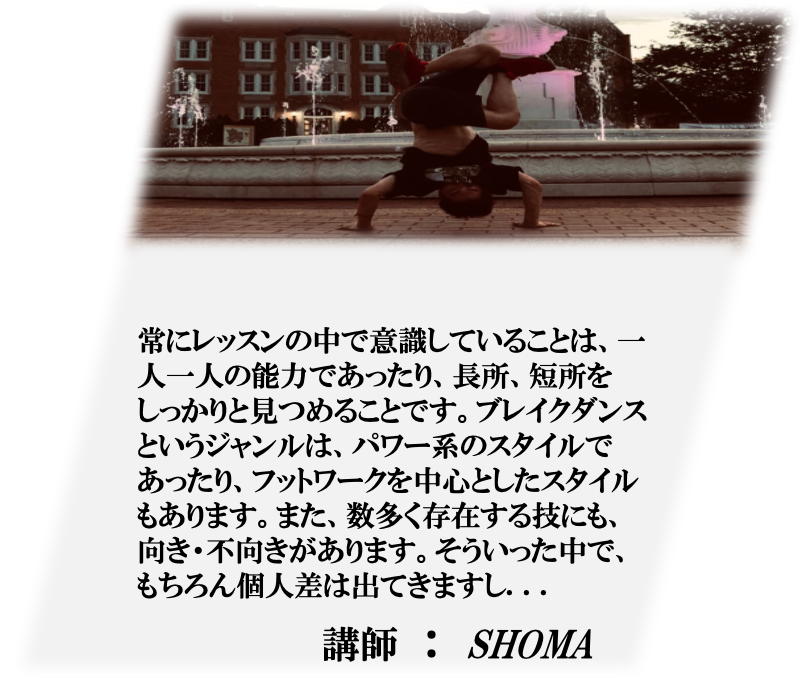 常にレッスンの中で意識していることは、一
人一人の能力であったり、長所、短所を
しっかりと見つめることです。ブレイクダンス
というジャンルは、パワー系のスタイルで
あったり、フットワークを中心としたスタイル
もあります。また、数多く存在する技にも、
向き・不向きがあります。そういった中で、
もちろん個人差は出てきますし...
講師 : SHOMA